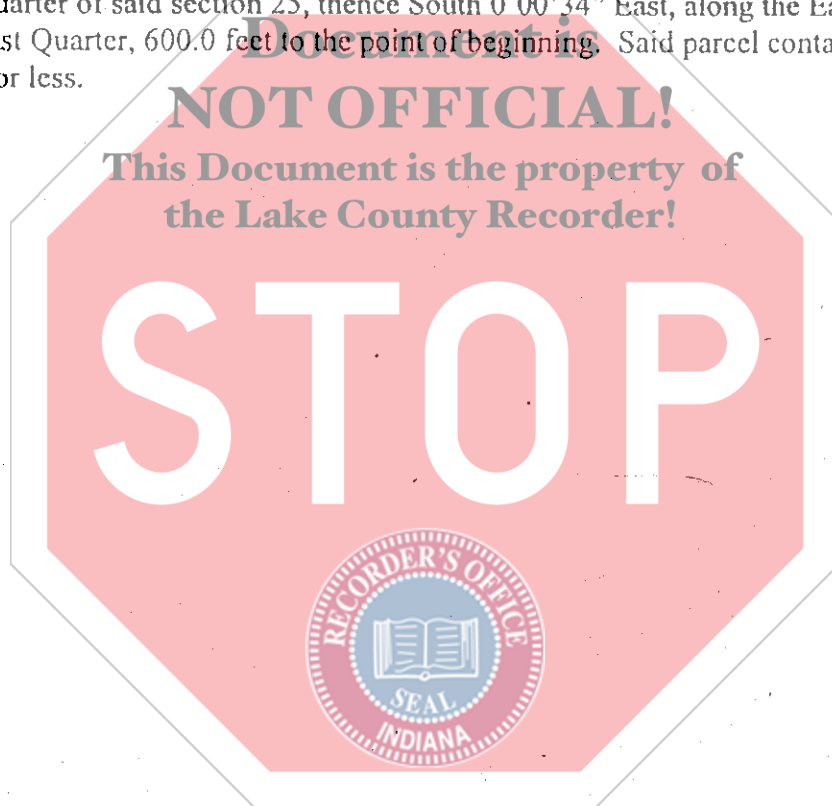 uarter of said section 25, thence South 0°00'34" East, along the Ea
Document is
st Quarter, 600.0 feet to the point of beginning. Said parcel conta
or less.
NOT OFFICIAL!
This Document is the property of
the Lake County Recorder!
STOP
RECORDER'S OFFICE
SEAL
INDIANA